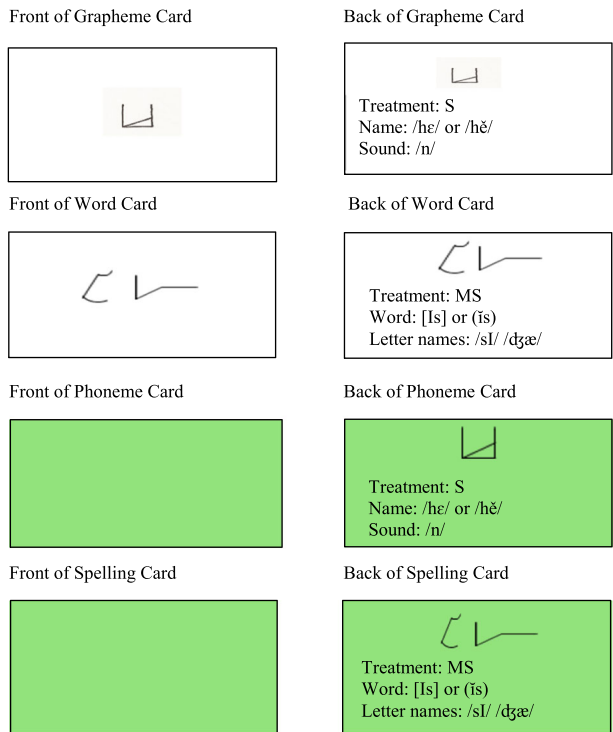 Front of Grapheme Card
Back of Grapheme Card
Treatment: S
Name: /hɛ/ or /hĕ/
Sound: /n/
Front of Word Card
Back of Word Card
Treatment: MS
Word: [Is] or (ĭs)
Letter names: /sI/ /ʤæ/
Front of Phoneme Card
Back of Phoneme Card
Treatment: S
Name: /hɛ/ or /hĕ/
Sound: /n/
Front of Spelling Card
Back of Spelling Card
Treatment: MS
Word: [Is] or (ĭs)
Letter names: /sI/ /ʤæ/